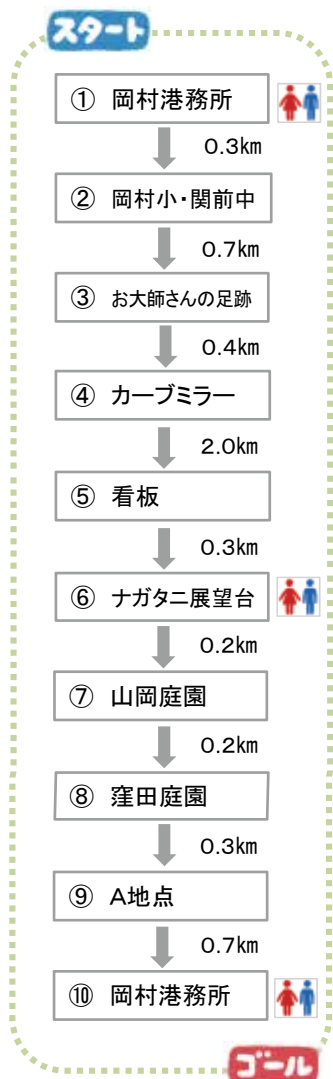 スタート
① 岡村港務所
0.3km
② 岡村小・関前中
0.7km
③ お大師さんの足跡
0.4km
④ カーブミラー
2.0km
⑤ 看板
0.3km
⑥ ナガタニ展望台
0.2km
⑦ 山岡庭園
0.2km
⑧ 窪田庭園
0.3km
⑨ A地点
0.7km
⑩ 岡村港務所
ゴール